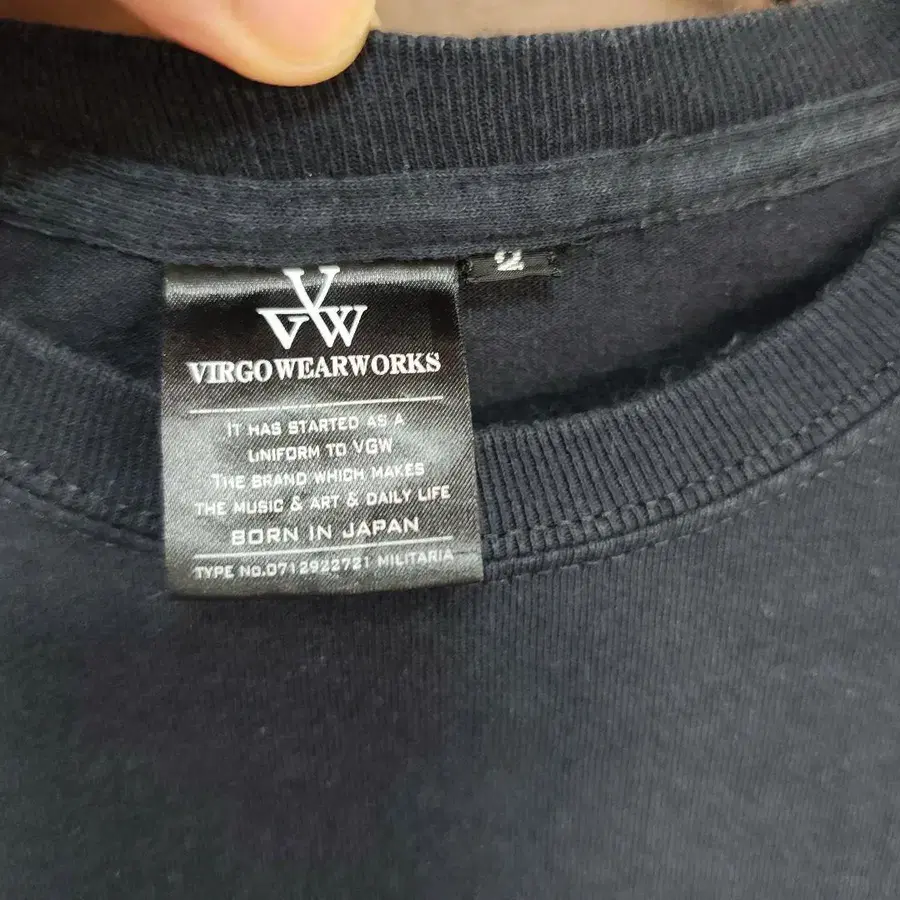 V
VW
VIRGOWEARWORKS
IT HAS STARTED AS A
UNIFORM TO VGW
THE BRAND WHICH MAKES
THE MUSIC & ART & DAILY LIFE
BORN IN JAPAN
TYPE No.0712922721 MILITARIA
2